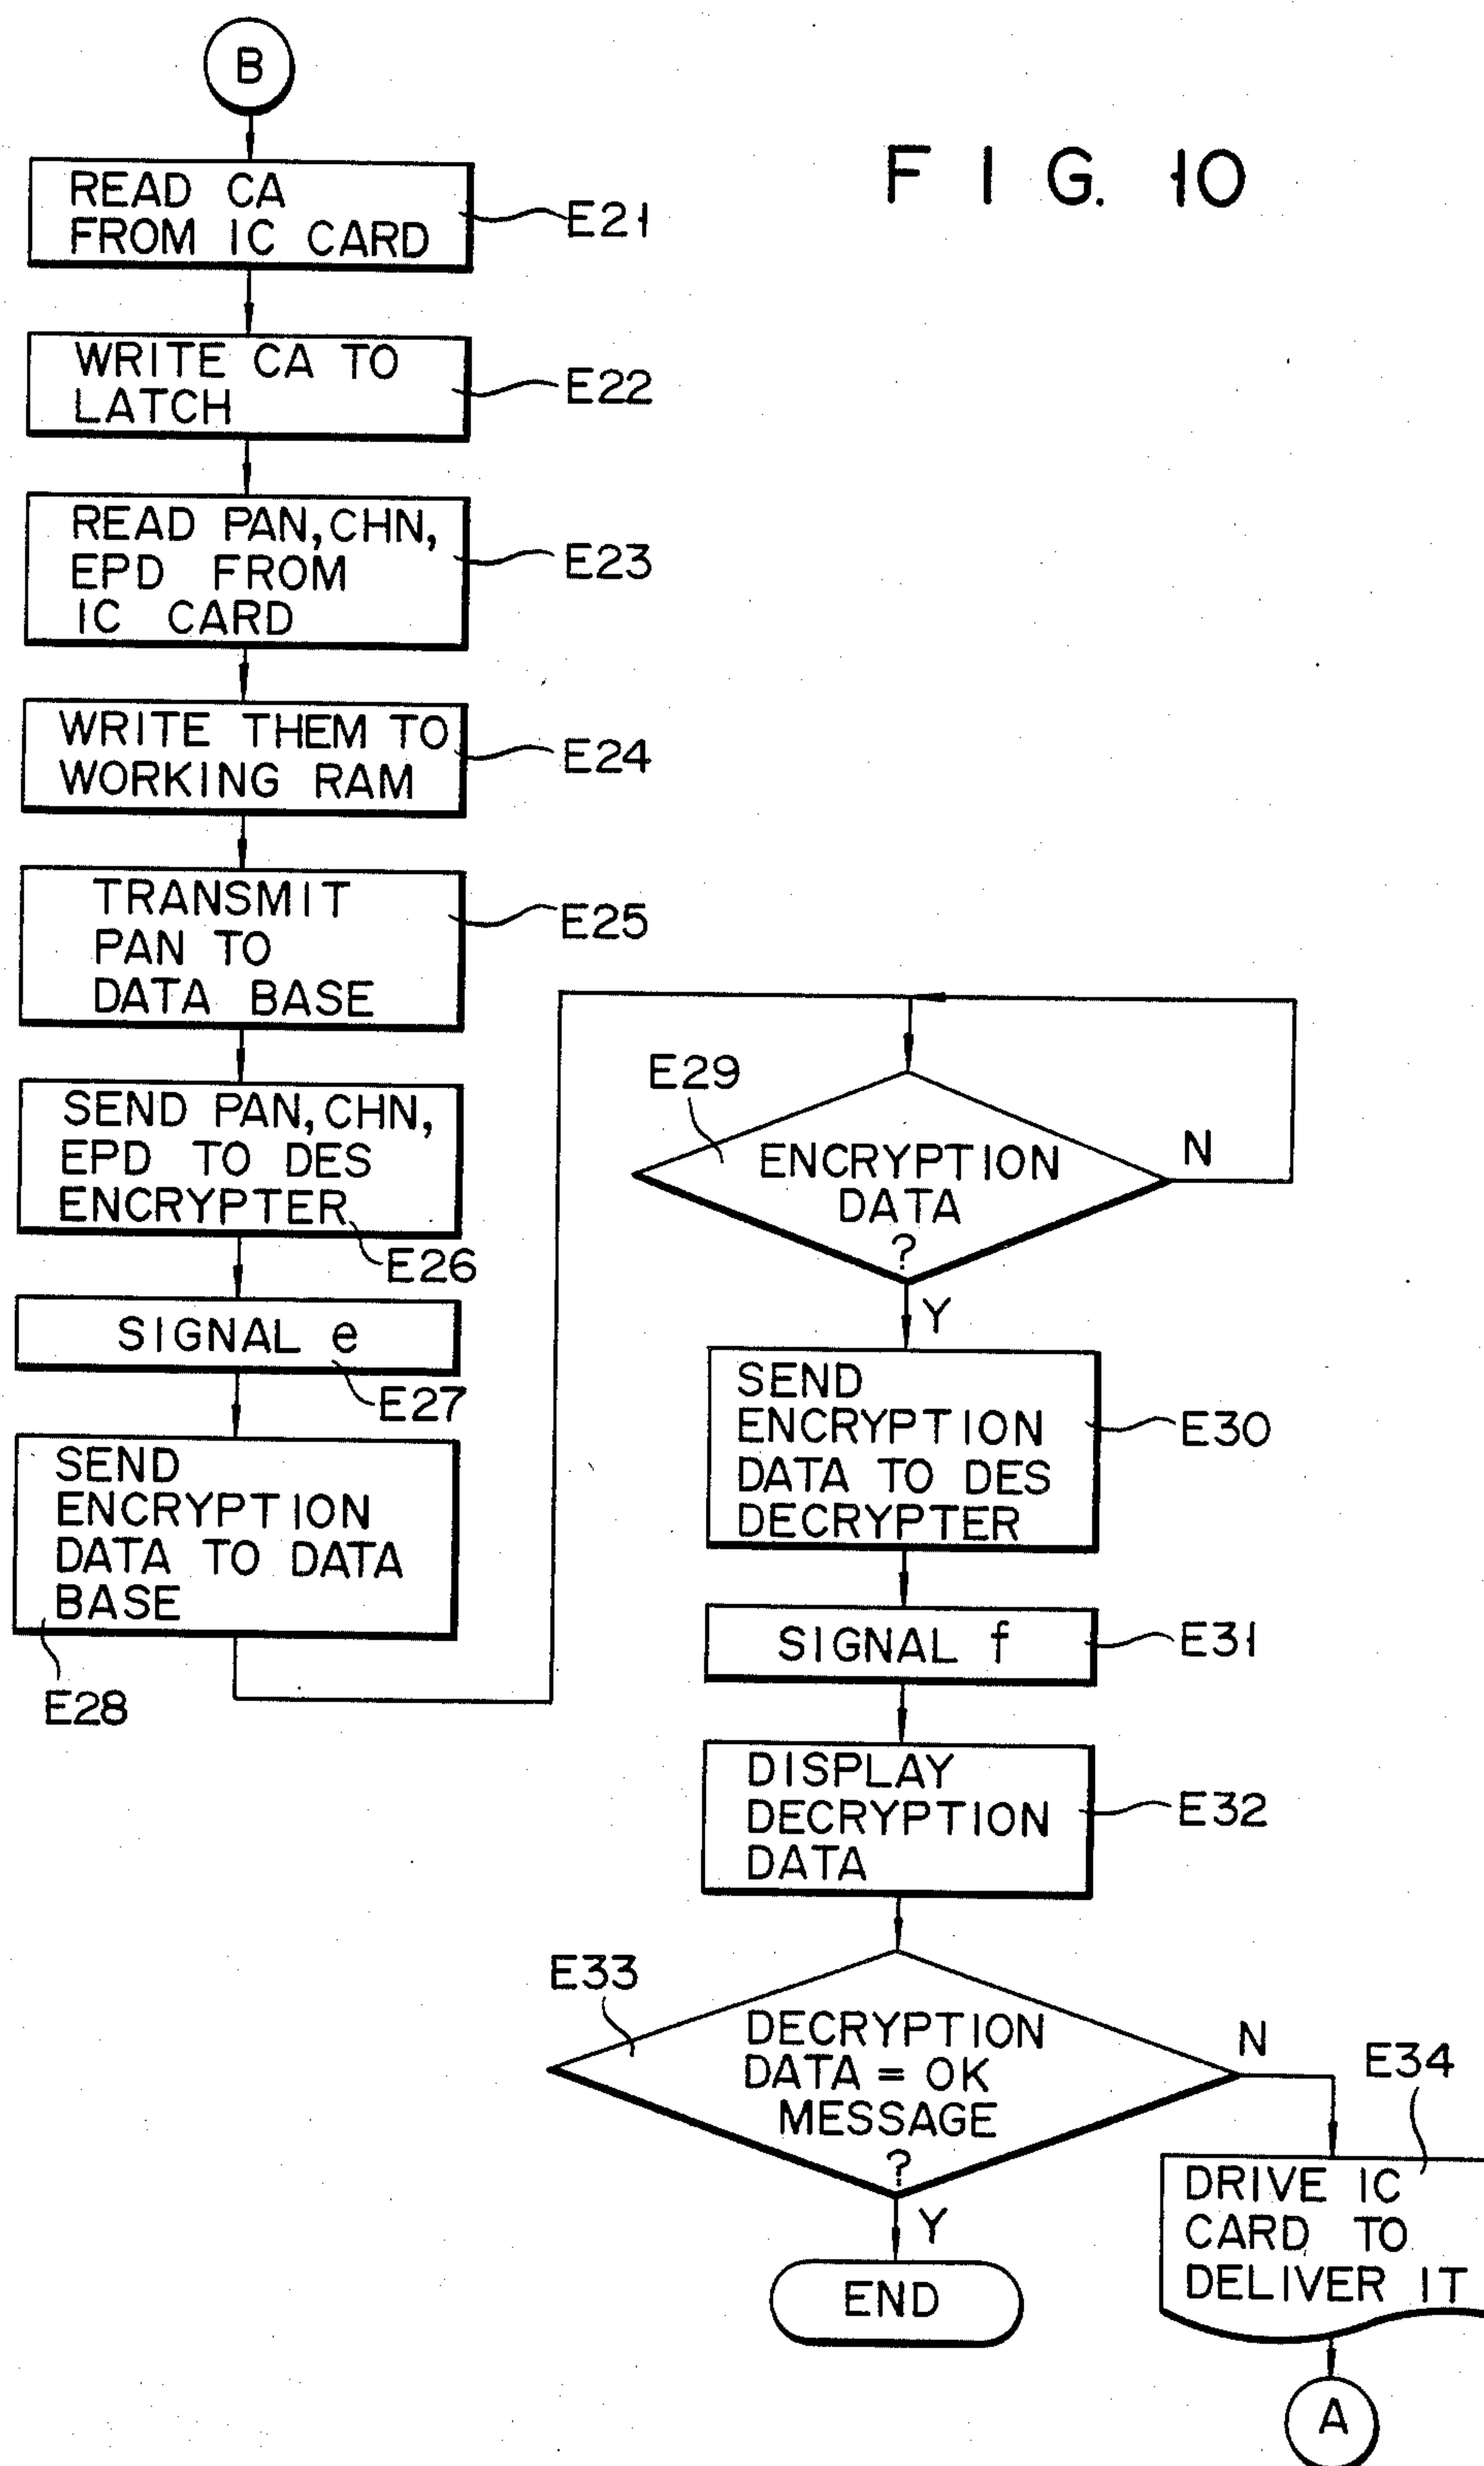 B
FIG. 10
READ CA
FROM IC CARD
E21
WRITE CA TO
LATCH
E22
READ PAN, CHN,
EPD FROM
IC CARD
E23
WRITE THEM TO
WORKING RAM
E24
TRANSMIT
PAN TO
DATA BASE
E25
SEND PAN, CHN,
EPD TO DES
ENCRYPTER
E26
SIGNAL e
E27
SEND
ENCRYPTION
DATA TO DATA
BASE
E28
E29
ENCRYPTION
DATA
?
N
Y
SEND
ENCRYPTION
DATA TO DES
DECRYPTER
E30
SIGNAL f
E31
DISPLAY
DECRYPTION
DATA
E32
E33
DECRYPTION
DATA = OK
MESSAGE
?
N
Y
END
E34
DRIVE IC
CARD TO
DELIVER IT
A